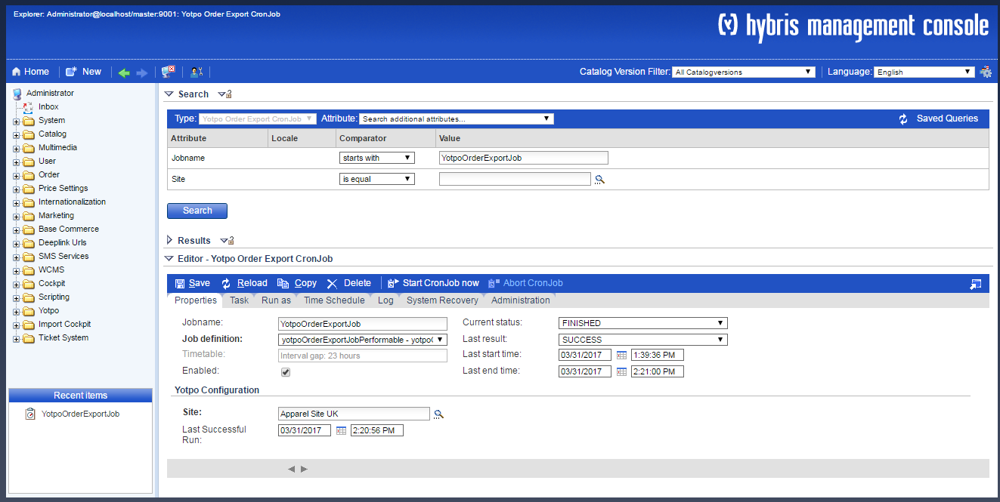 Explorer: Administrator@localhost/master:9001: Yotpo Order Export CronJob
hybris management console
Home New Catalog Version Filter: All Catalogversions Language: English
Administrator
Inbox
System
Catalog
Multimedia
User
Order
Price Settings
Internationalization
Marketing
Base Commerce
Deeplink Urls
SMS Services
WCMS
Cockpit
Scripting
Yotpo
Import Cockpit
Ticket System
Recent items
YotpoOrderExportJob
Search
Type: Yotpo Order Export CronJob Attribute: Search additional attributes... Saved Queries
Attribute Locale Comparator Value
Jobname starts with YotpoOrderExportJob
Site is equal
Search
Results
Editor - Yotpo Order Export CronJob
Save Reload Copy Delete Start CronJob now Abort CronJob
Properties Task Run as Time Schedule Log System Recovery Administration
Jobname: YotpoOrderExportJob Current status: FINISHED
Job definition: yotpoOrderExportJobPerformable - yotpo( Last result: SUCCESS
Timetable: Interval gap: 23 hours Last start time: 03/31/2017 1:39:36 PM
Enabled: Last end time: 03/31/2017 2:21:00 PM
Yotpo Configuration
Site: Apparel Site UK
Last Successful Run: 03/31/2017 2:20:56 PM